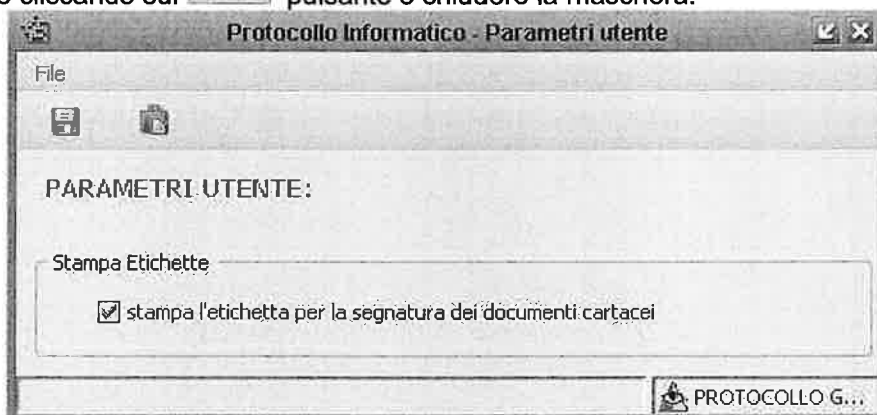 cliccando sul pulsante e chiudere la maschera.
Protocollo Informatico - Parametri utente
File
PARAMETRI UTENTE:
Stampa Etichette
stampa l'etichetta per la segnatura dei documenti cartacei
PROTOCOLLO G...